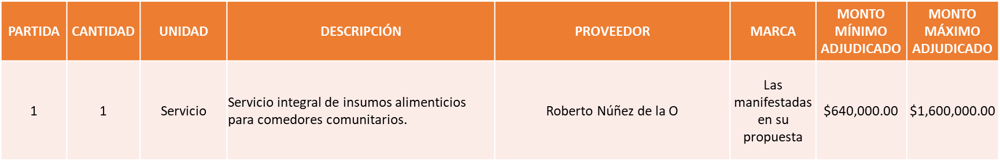 PARTIDA
CANTIDAD
UNIDAD
DESCRIPCIÓN
PROVEEDOR
MARCA
MONTO
MÍNIMO
ADJUDICADO
MONTO
MÁXIMO
ADJUDICADO
1
1
Servicio
Servicio integral de insumos alimenticios
para comedores comunitarios.
Roberto Núñez de la O
Las
manifestadas
en su
propuesta
$640,000.00
$1,600,000.00